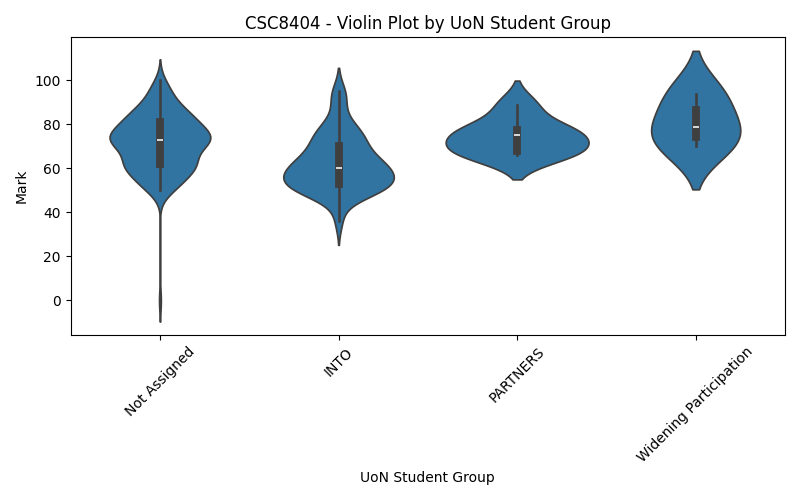 CSC8404 - Violin Plot by UoN Student Group
Mark
100
80
60
40
20
0
Not Assigned
INTO
PARTNERS
Widening Participation
UoN Student Group